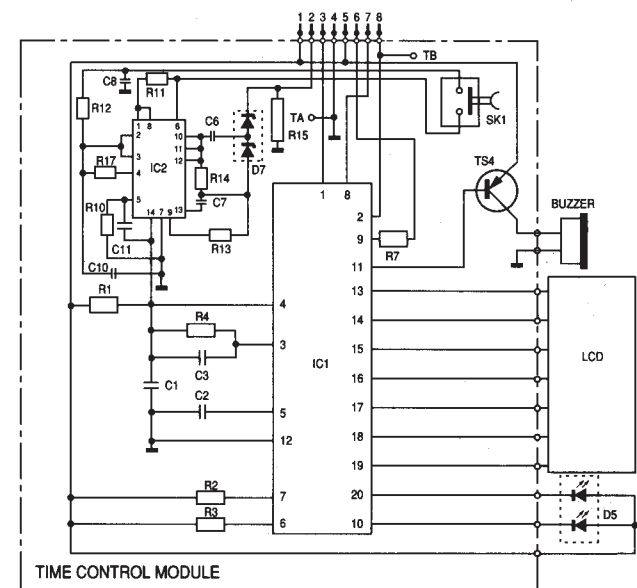 1 2 3 4 5 6 7 8
TB
C8
R11
R12
SK1
1 8 6
C6
TA
R15
2
10
11
3
12
TS4
R17
4
IC2
R14
D7
1 8
BUZZER
5
C7
R10
14 7 9 13
2
C11
R13
9
R7
C10
11
R1
13
4
R4
14
3
LCD
C3
15
IC1
C1
16
C2
5
17
12
18
19
R2
7
20
D5
R3
6
10
TIME CONTROL MODULE